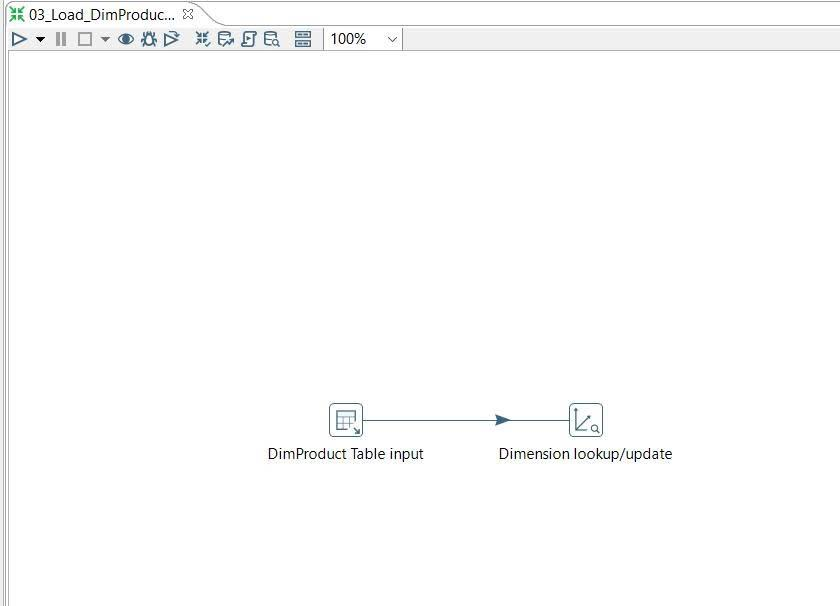 03_Load_DimProduc...
100%
DimProduct Table input
Dimension lookup/update